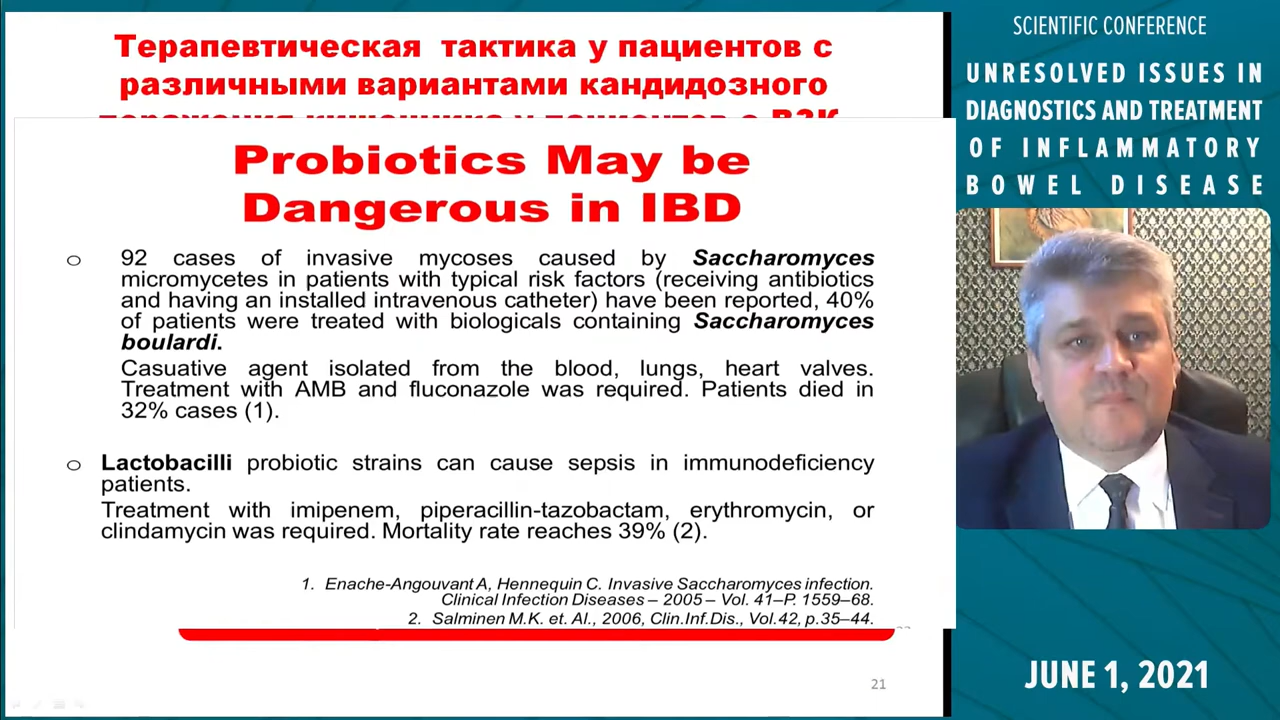 Терапевтическая тактика у пациентов с
различными вариантами кандидозного
поражения кишечника у пациентов с ВЗК
Probiotics May be
Dangerous in IBD
92 cases of invasive mycoses caused by Saccharomyces
micromycetes in patients with typical risk factors (receiving antibiotics
and having an installed intravenous catheter) have been reported, 40%
of patients were treated with biologicals containing Saccharomyces
boulardi.
Casuative agent isolated from the blood, lungs, heart valves.
Treatment with AMB and fluconazole was required. Patients died in
32% cases (1).
Lactobacilli probiotic strains can cause sepsis in immunodeficiency
patients.
Treatment with imipenem, piperacillin-tazobactam, erythromycin, or
clindamycin was required. Mortality rate reaches 39% (2).
1. Enache-Angouvant A, Hennequin C. Invasive Saccharomyces infection.
Clinical Infection Diseases – 2005 – Vol. 41–P. 1559–68.
2. Salminen M.K. et. Al., 2006, Clin.Inf.Dis., Vol.42, p.35–44.
21
SCIENTIFIC CONFERENCE
UNRESOLVED ISSUES IN
DIAGNOSTICS AND TREATMENT
OF INFLAMMATORY
BOWEL DISEASE
JUNE 1, 2021